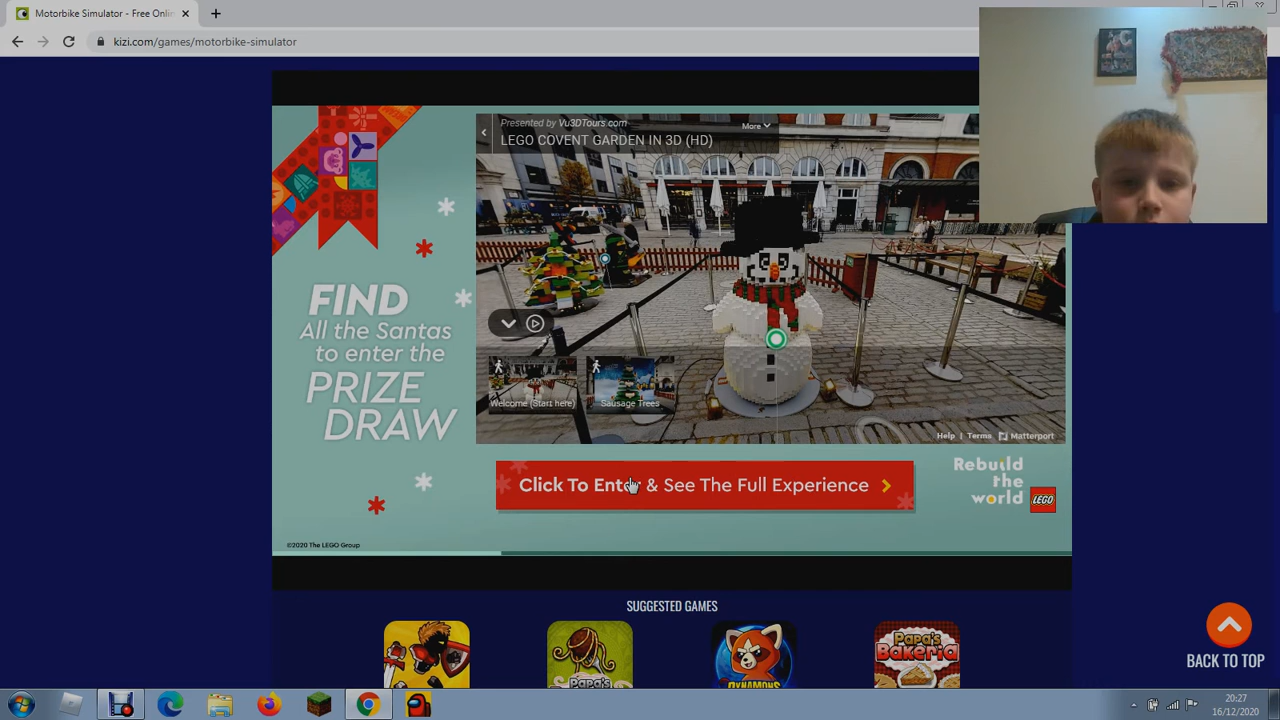 Motorbike Simulator - Free Onlin
kizi.com/games/motorbike-simulator
Presented by Vu3DTours.com
More
LEGO COVENT GARDEN IN 3D (HD)
FIND
All the Santas
to enter the
PRIZE
DRAW
Welcome (Start here)
Sausage Trees
Help | Terms
Matterport
Click To Enter & See The Full Experience
Rebuild
the
world
LEGO
©2020 The LEGO Group
SUGGESTED GAMES
PAPA'S
DYNAMONS
PAPA'S
BAKERIA
BACK TO TOP
20:27
16/12/2020